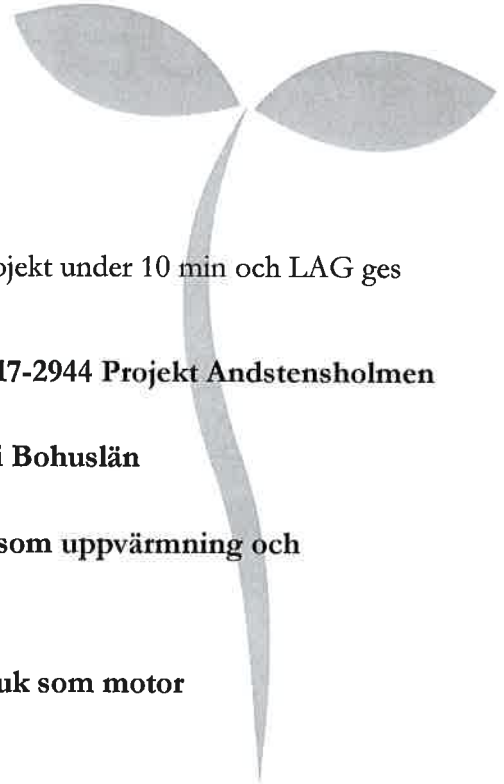 ojekt under 10 min och LAG ges
17-2944 Projekt Andstensholmen
i Bohuslän
som uppvärmning och
uk som motor